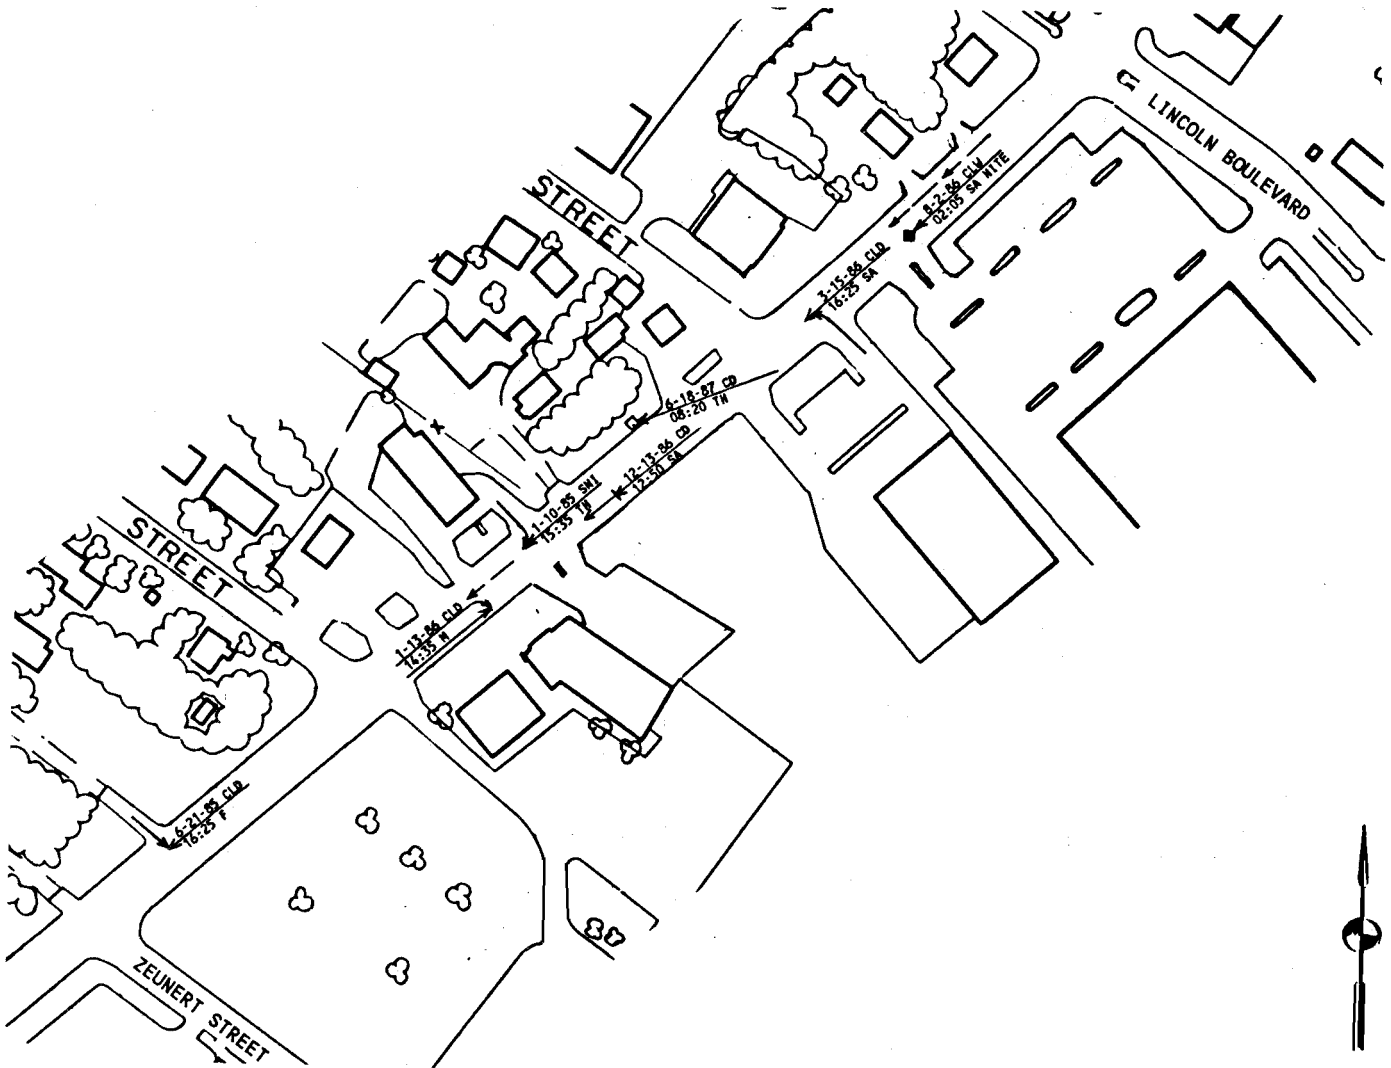 LINCOLN BOULEVARD
STREET
8-2-86 CLW
02:05 SA NITE
3-15-86 CLD
16:25 SA
6-18-87 CD
08:20 TH
12-13-86 CD
12:50 SA
1-10-85 SNI
15:35 TH
STREET
1-13-86 CLD
14:35 M
6-21-85 CLD
16:25 F
ZEUNERT STREET